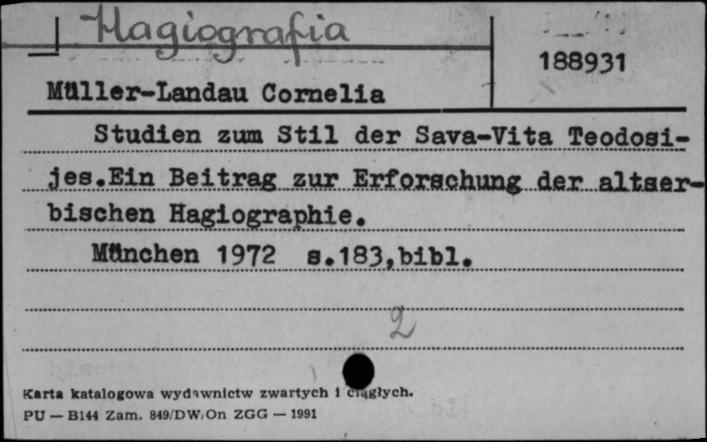 Hagiografia
188931
Müller-Landau Cornelia
Studien zum Stil der Sava-Vita Teodosi-
jes.Ein Beitrag zur Erforschung der altser-
bischen Hagiographie.
München 1972 s.183,bibl.
2
Karta katalogowa wydawnictw zwartych i ciągłych.
PU — B144 Zam. 849/DW/On ZGG — 1991